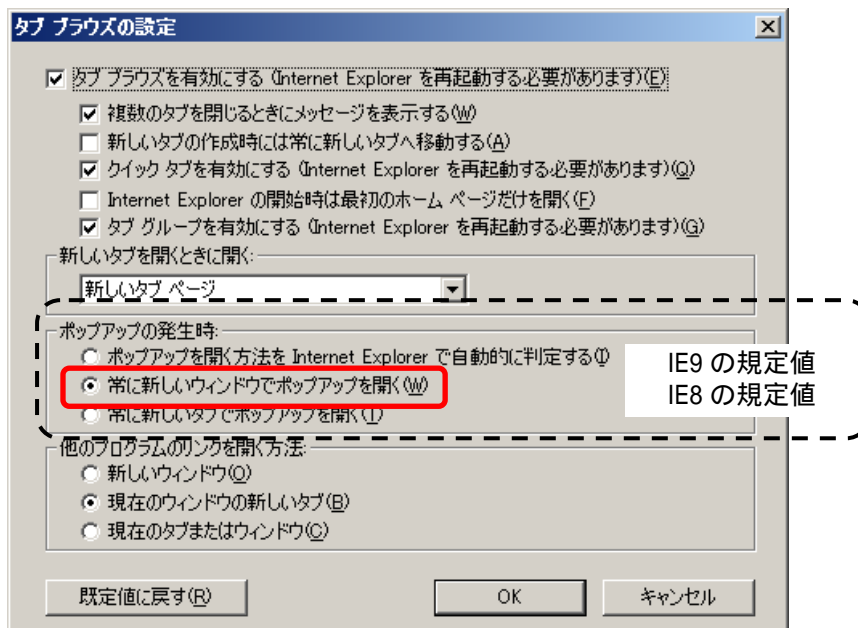 タブ ブラウズの設定
タブ ブラウズを有効にする (Internet Explorer を再起動する必要があります)(E)
複数のタブを閉じるときにメッセージを表示する(W)
新しいタブの作成時には常に新しいタブへ移動する(A)
クイック タブを有効にする (Internet Explorer を再起動する必要があります)(Q)
Internet Explorer の開始時は最初のホーム ページだけを開く(F)
タブ グループを有効にする (Internet Explorer を再起動する必要があります)(G)
新しいタブを開くときに開く:
新しいタブ ページ
ポップアップの発生時:
ポップアップを開く方法を Internet Explorer で自動的に判定する(I)
IE9 の規定値
常に新しいウィンドウでポップアップを開く(W)
IE8 の規定値
常に新しいタブでポップアップを開く(T)
他のプログラムのリンクを開く方法:
新しいウィンドウ(O)
現在のウィンドウの新しいタブ(B)
現在のタブまたはウィンドウ(C)
既定値に戻す(R)
OK
キャンセル